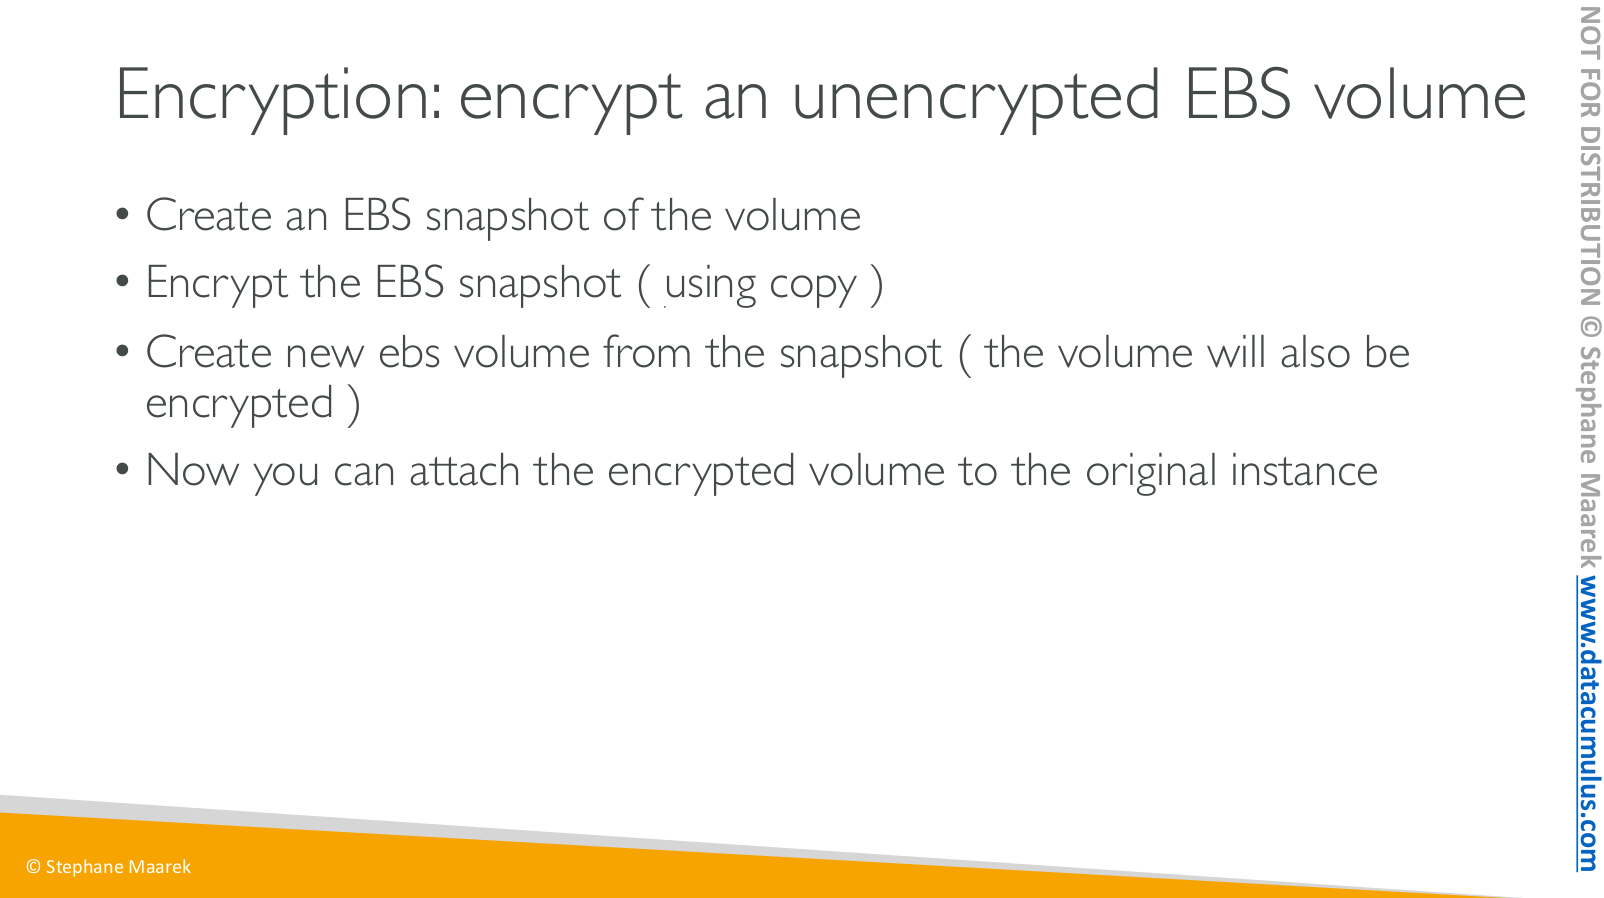 Encryption: encrypt an unencrypted EBS volume
• Create an EBS snapshot of the volume
• Encrypt the EBS snapshot ( using copy )
• Create new ebs volume from the snapshot ( the volume will also be
encrypted )
• Now you can attach the encrypted volume to the original instance
© Stephane Maarek
NOT FOR DISTRIBUTION © Stephane Maarek www.datacumulus.com